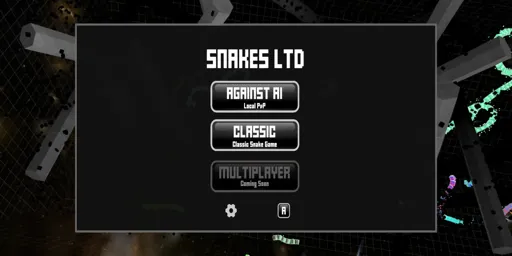 SNAKES LTD
AGAINST AI
Local PvP
CLASSIC
Classic Snake Game
MULTIPLAYER
Coming Soon
A